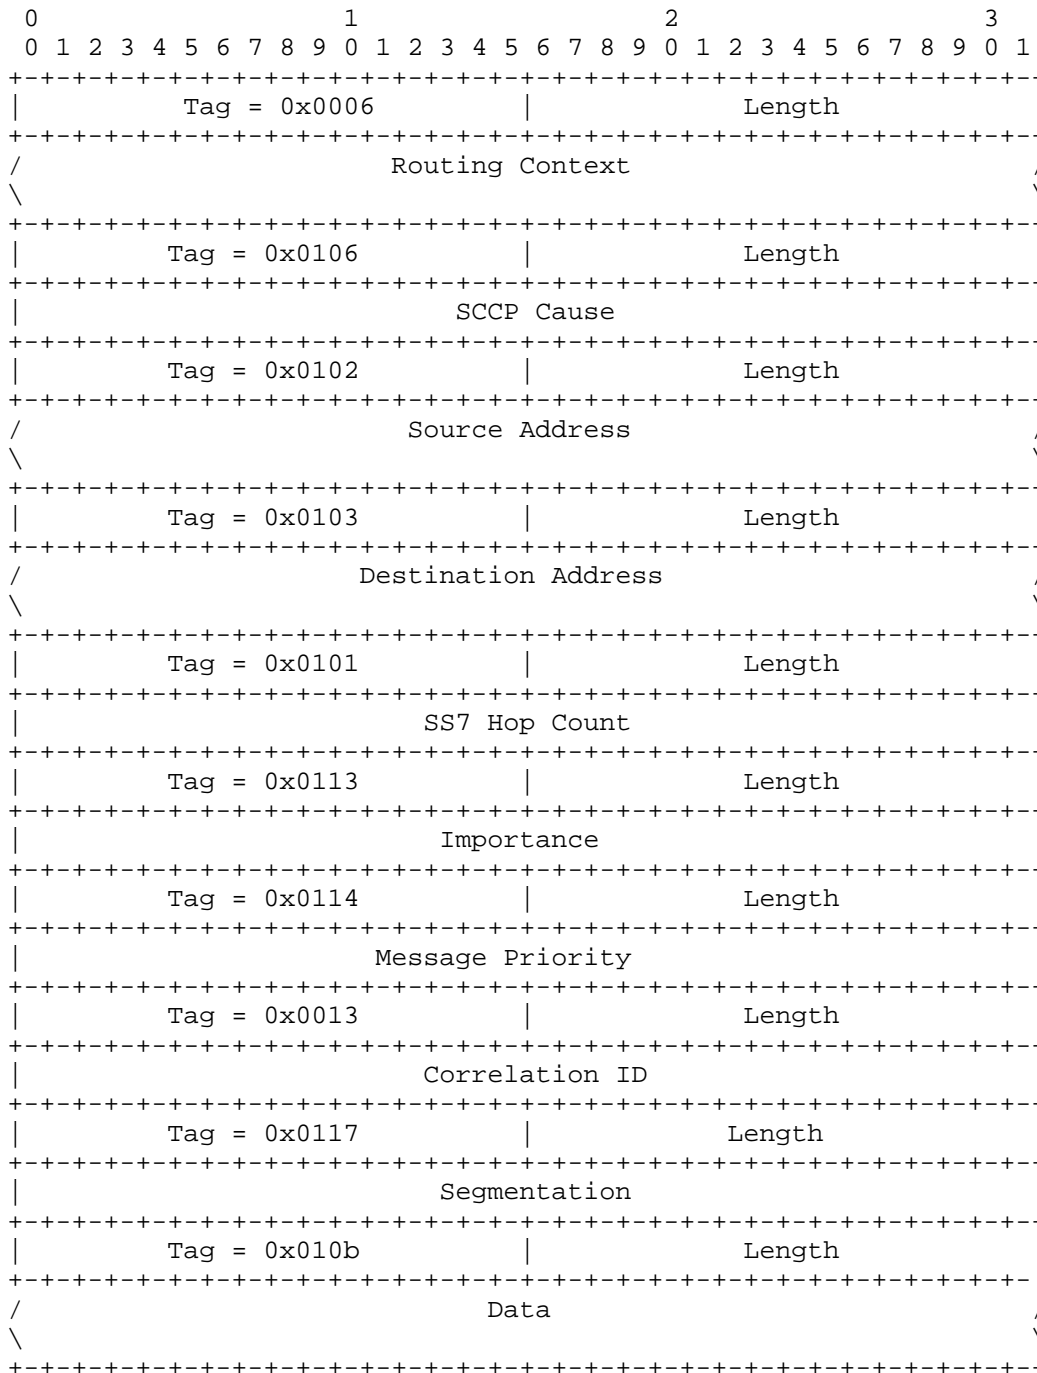 0                   1                   2                   3
 0 1 2 3 4 5 6 7 8 9 0 1 2 3 4 5 6 7 8 9 0 1 2 3 4 5 6 7 8 9 0 1
+-+-+-+-+-+-+-+-+-+-+-+-+-+-+-+-+-+-+-+-+-+-+-+-+-+-+-+-+-+-+-+--
|          Tag = 0x0006         |             Length
+-+-+-+-+-+-+-+-+-+-+-+-+-+-+-+-+-+-+-+-+-+-+-+-+-+-+-+-+-+-+-+--
/                       Routing Context                         /
\                                                               \
+-+-+-+-+-+-+-+-+-+-+-+-+-+-+-+-+-+-+-+-+-+-+-+-+-+-+-+-+-+-+-+--
|         Tag = 0x0106          |             Length
+-+-+-+-+-+-+-+-+-+-+-+-+-+-+-+-+-+-+-+-+-+-+-+-+-+-+-+-+-+-+-+--
|                           SCCP Cause
+-+-+-+-+-+-+-+-+-+-+-+-+-+-+-+-+-+-+-+-+-+-+-+-+-+-+-+-+-+-+-+--
|         Tag = 0x0102          |             Length
+-+-+-+-+-+-+-+-+-+-+-+-+-+-+-+-+-+-+-+-+-+-+-+-+-+-+-+-+-+-+-+--
/                        Source Address                         /
\                                                               \
+-+-+-+-+-+-+-+-+-+-+-+-+-+-+-+-+-+-+-+-+-+-+-+-+-+-+-+-+-+-+-+--
|         Tag = 0x0103          |             Length
+-+-+-+-+-+-+-+-+-+-+-+-+-+-+-+-+-+-+-+-+-+-+-+-+-+-+-+-+-+-+-+--
/                     Destination Address                       /
\                                                               \
+-+-+-+-+-+-+-+-+-+-+-+-+-+-+-+-+-+-+-+-+-+-+-+-+-+-+-+-+-+-+-+--
|         Tag = 0x0101          |             Length
+-+-+-+-+-+-+-+-+-+-+-+-+-+-+-+-+-+-+-+-+-+-+-+-+-+-+-+-+-+-+-+--
|                         SS7 Hop Count
+-+-+-+-+-+-+-+-+-+-+-+-+-+-+-+-+-+-+-+-+-+-+-+-+-+-+-+-+-+-+-+--
|         Tag = 0x0113          |             Length
+-+-+-+-+-+-+-+-+-+-+-+-+-+-+-+-+-+-+-+-+-+-+-+-+-+-+-+-+-+-+-+--
|                          Importance
+-+-+-+-+-+-+-+-+-+-+-+-+-+-+-+-+-+-+-+-+-+-+-+-+-+-+-+-+-+-+-+--
|         Tag = 0x0114          |             Length
+-+-+-+-+-+-+-+-+-+-+-+-+-+-+-+-+-+-+-+-+-+-+-+-+-+-+-+-+-+-+-+--
|                      Message Priority
+-+-+-+-+-+-+-+-+-+-+-+-+-+-+-+-+-+-+-+-+-+-+-+-+-+-+-+-+-+-+-+--
|         Tag = 0x0013          |             Length
+-+-+-+-+-+-+-+-+-+-+-+-+-+-+-+-+-+-+-+-+-+-+-+-+-+-+-+-+-+-+-+--
|                         Correlation ID
+-+-+-+-+-+-+-+-+-+-+-+-+-+-+-+-+-+-+-+-+-+-+-+-+-+-+-+-+-+-+-+--
|         Tag = 0x0117          |            Length
+-+-+-+-+-+-+-+-+-+-+-+-+-+-+-+-+-+-+-+-+-+-+-+-+-+-+-+-+-+-+-+--
|                          Segmentation
+-+-+-+-+-+-+-+-+-+-+-+-+-+-+-+-+-+-+-+-+-+-+-+-+-+-+-+-+-+-+-+--
|         Tag = 0x010b          |             Length
+-+-+-+-+-+-+-+-+-+-+-+-+-+-+-+-+-+-+-+-+-+-+-+-+-+-+-+-+-+-+-+-
/                             Data                              /
\                                                               \
+-+-+-+-+-+-+-+-+-+-+-+-+-+-+-+-+-+-+-+-+-+-+-+-+-+-+-+-+-+-+-+--